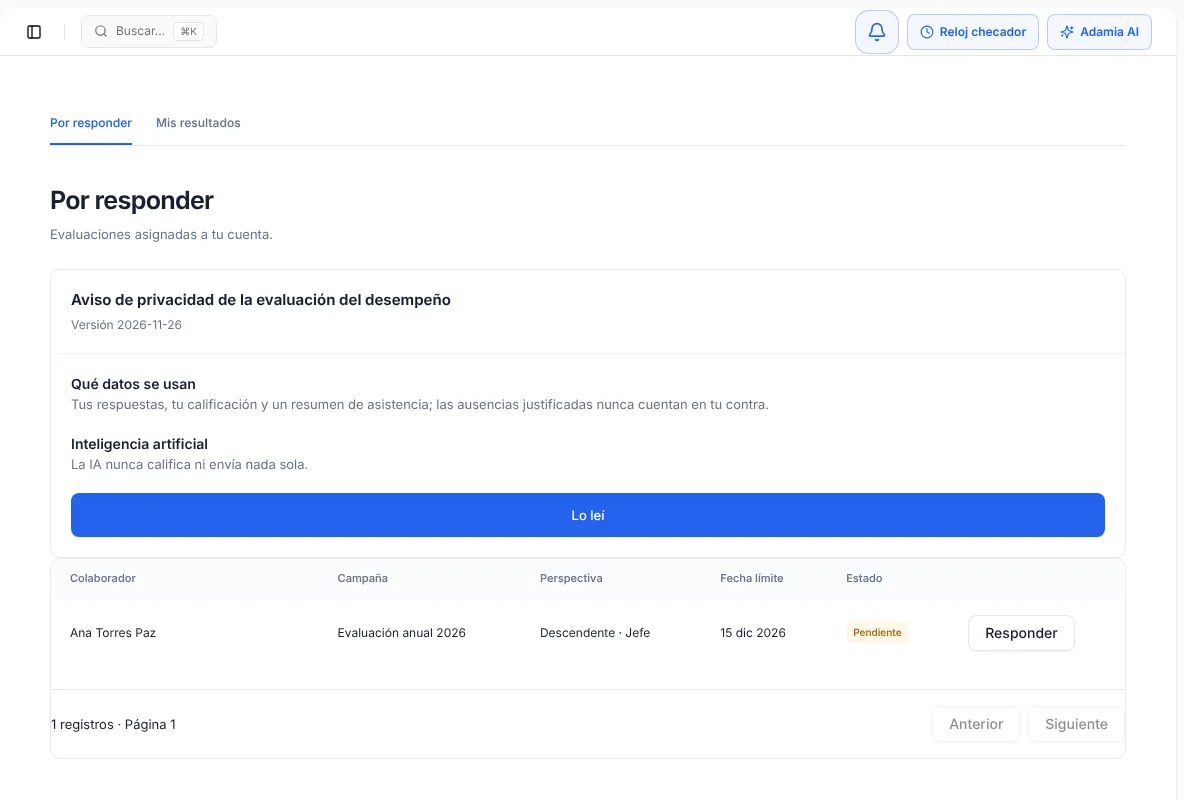 Buscar... ⌘K
Reloj checador
Adamia AI
Por responder
Mis resultados
Por responder
Evaluaciones asignadas a tu cuenta.
Aviso de privacidad de la evaluación del desempeño
Versión 2026-11-26
Qué datos se usan
Tus respuestas, tu calificación y un resumen de asistencia; las ausencias justificadas nunca cuentan en tu contra.
Inteligencia artificial
La IA nunca califica ni envía nada sola.
Lo leí
Colaborador Campaña Perspectiva Fecha límite Estado
Ana Torres Paz Evaluación anual 2026 Descendente · Jefe 15 dic 2026 Pendiente Responder
1 registros · Página 1
Anterior Siguiente